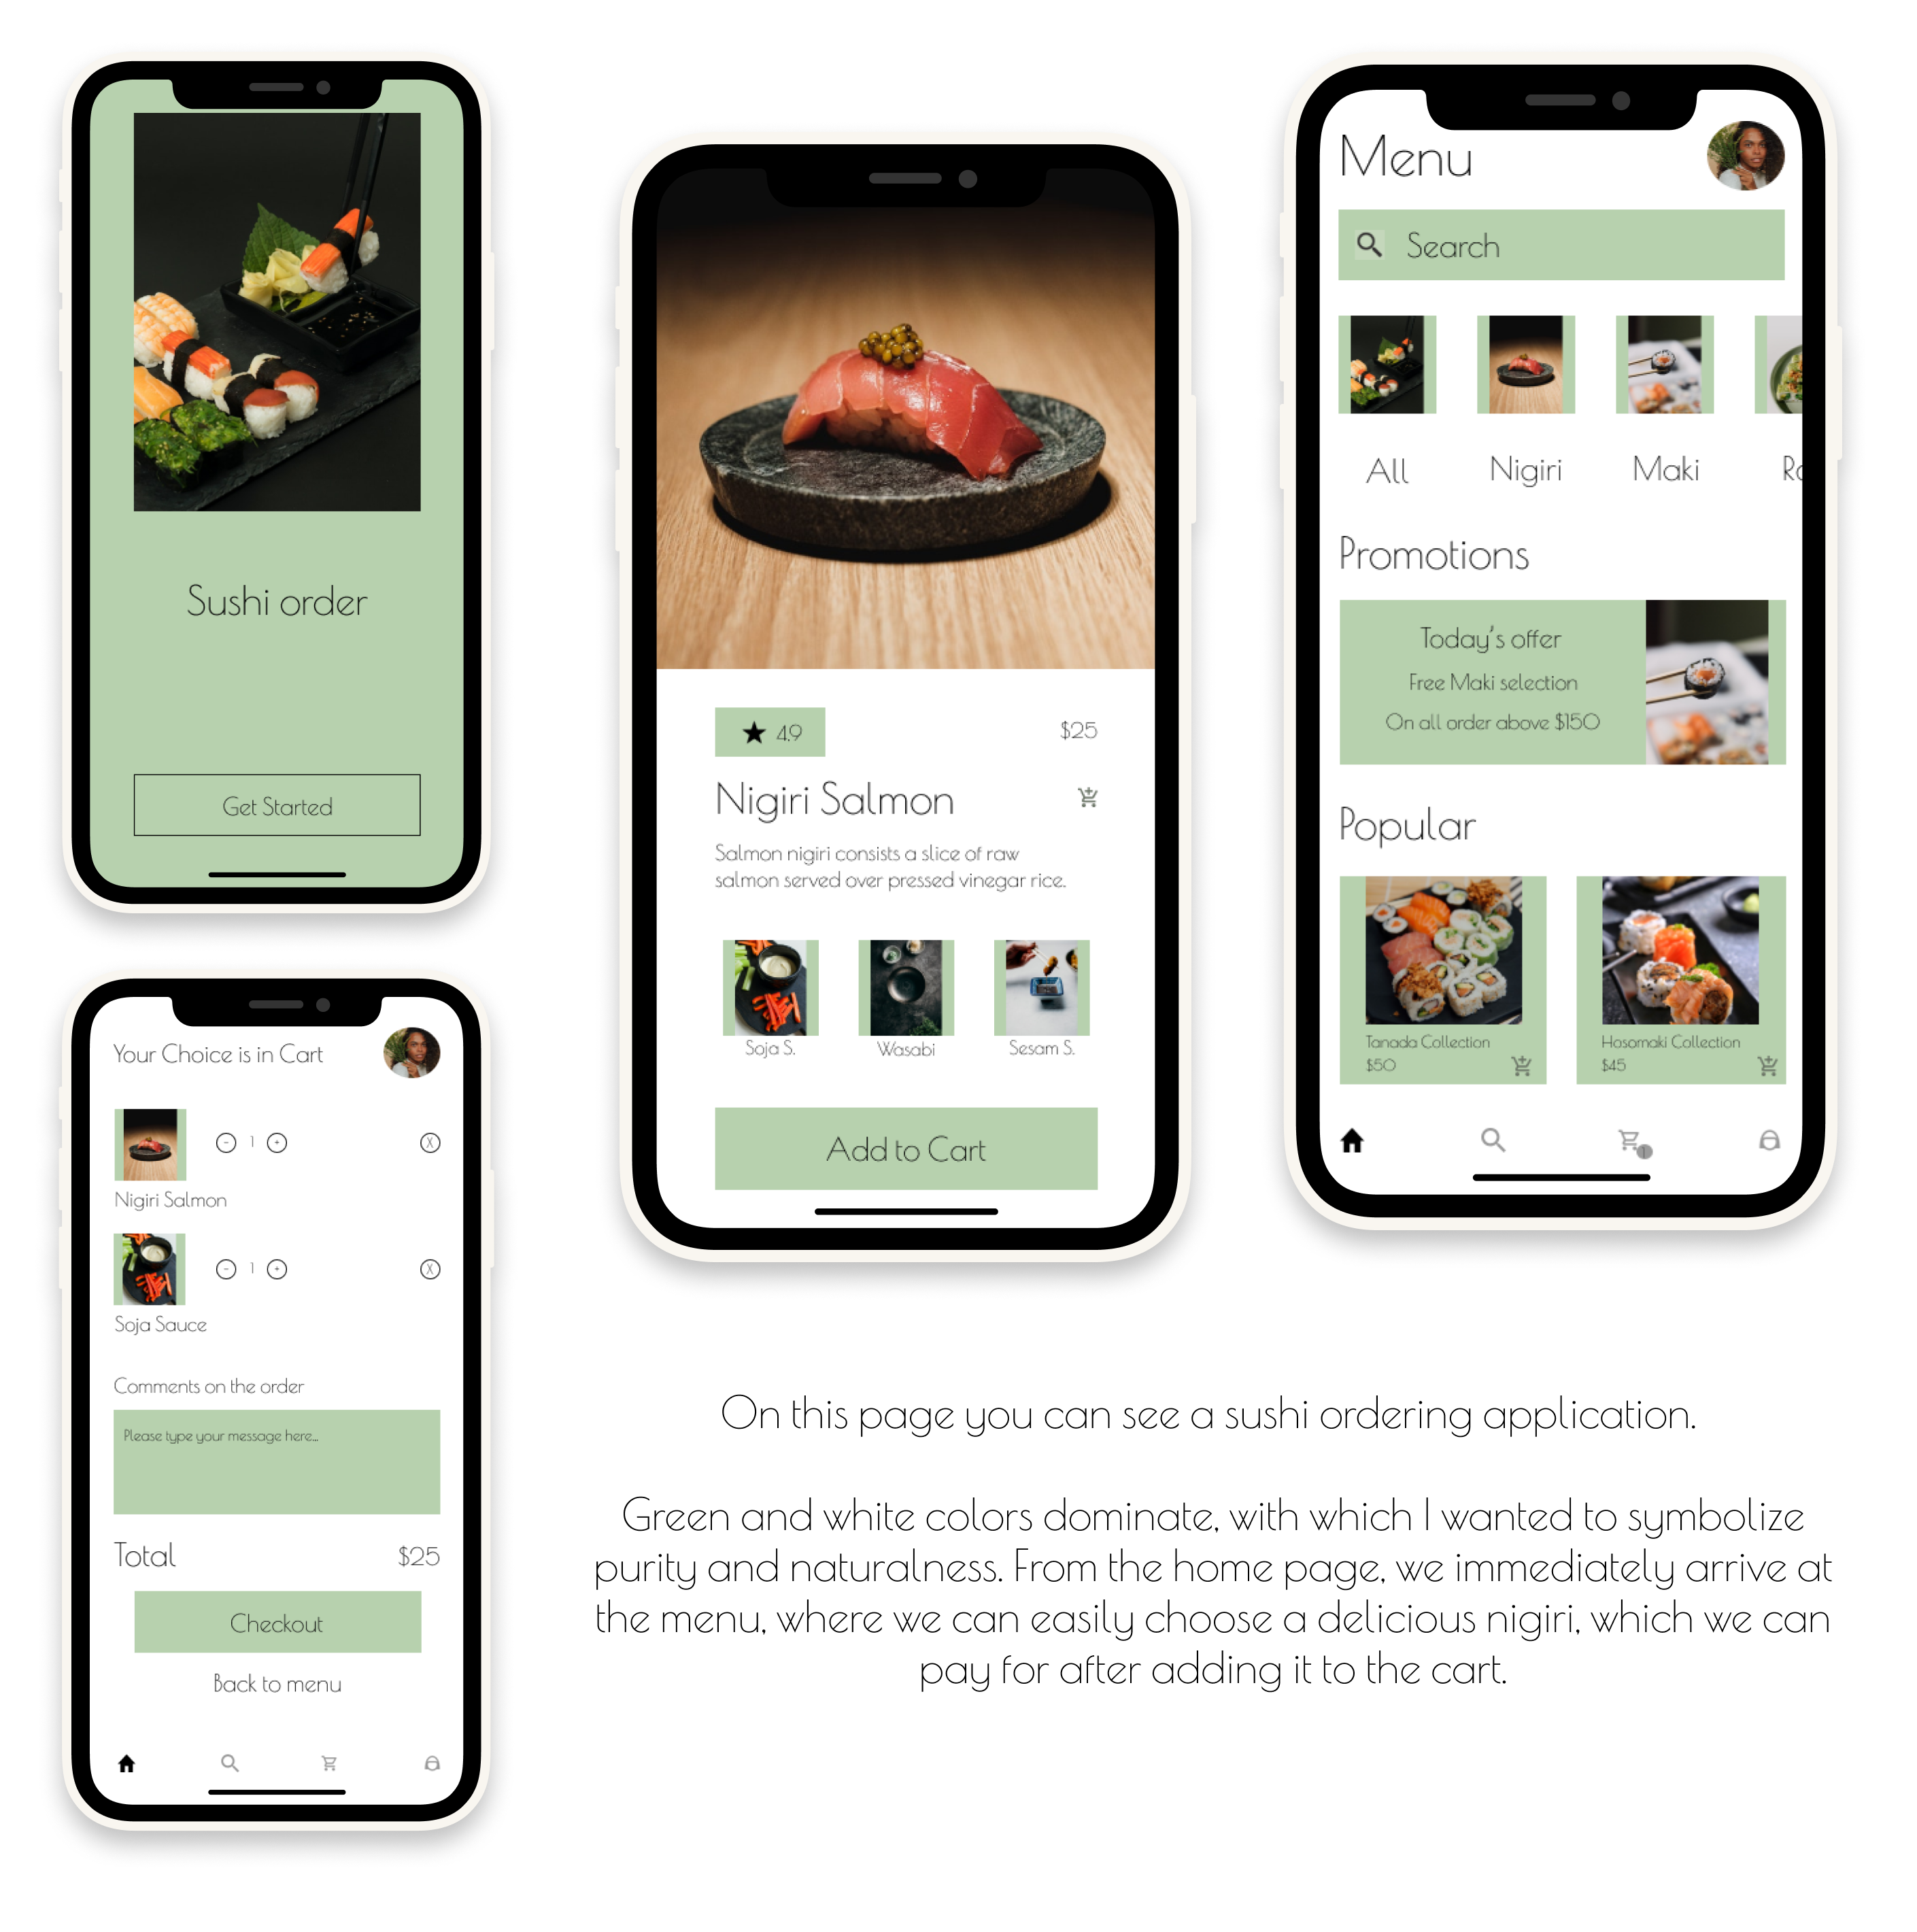 Sushi order
Get Started
Your Choice is in Cart
- 1 + X
Nigiri Salmon
- 1 + X
Soja Sauce
Comments on the order
Please type your message here...
Total $25
Checkout
Back to menu
4.9 $25
Nigiri Salmon
Salmon nigiri consists a slice of raw
salmon served over pressed vinegar rice.
Soja S. Wasabi Sesam S.
Add to Cart
Menu
Search
All Nigiri Maki
Promotions
Today's offer
Free Maki selection
On all order above $150
Popular
Tanada Collection
$50
Hosomaki Collection
$45
On this page you can see a sushi ordering application.
Green and white colors dominate, with which I wanted to symbolize
purity and naturalness. From the home page, we immediately arrive at
the menu, where we can easily choose a delicious nigiri, which we can
pay for after adding it to the cart.